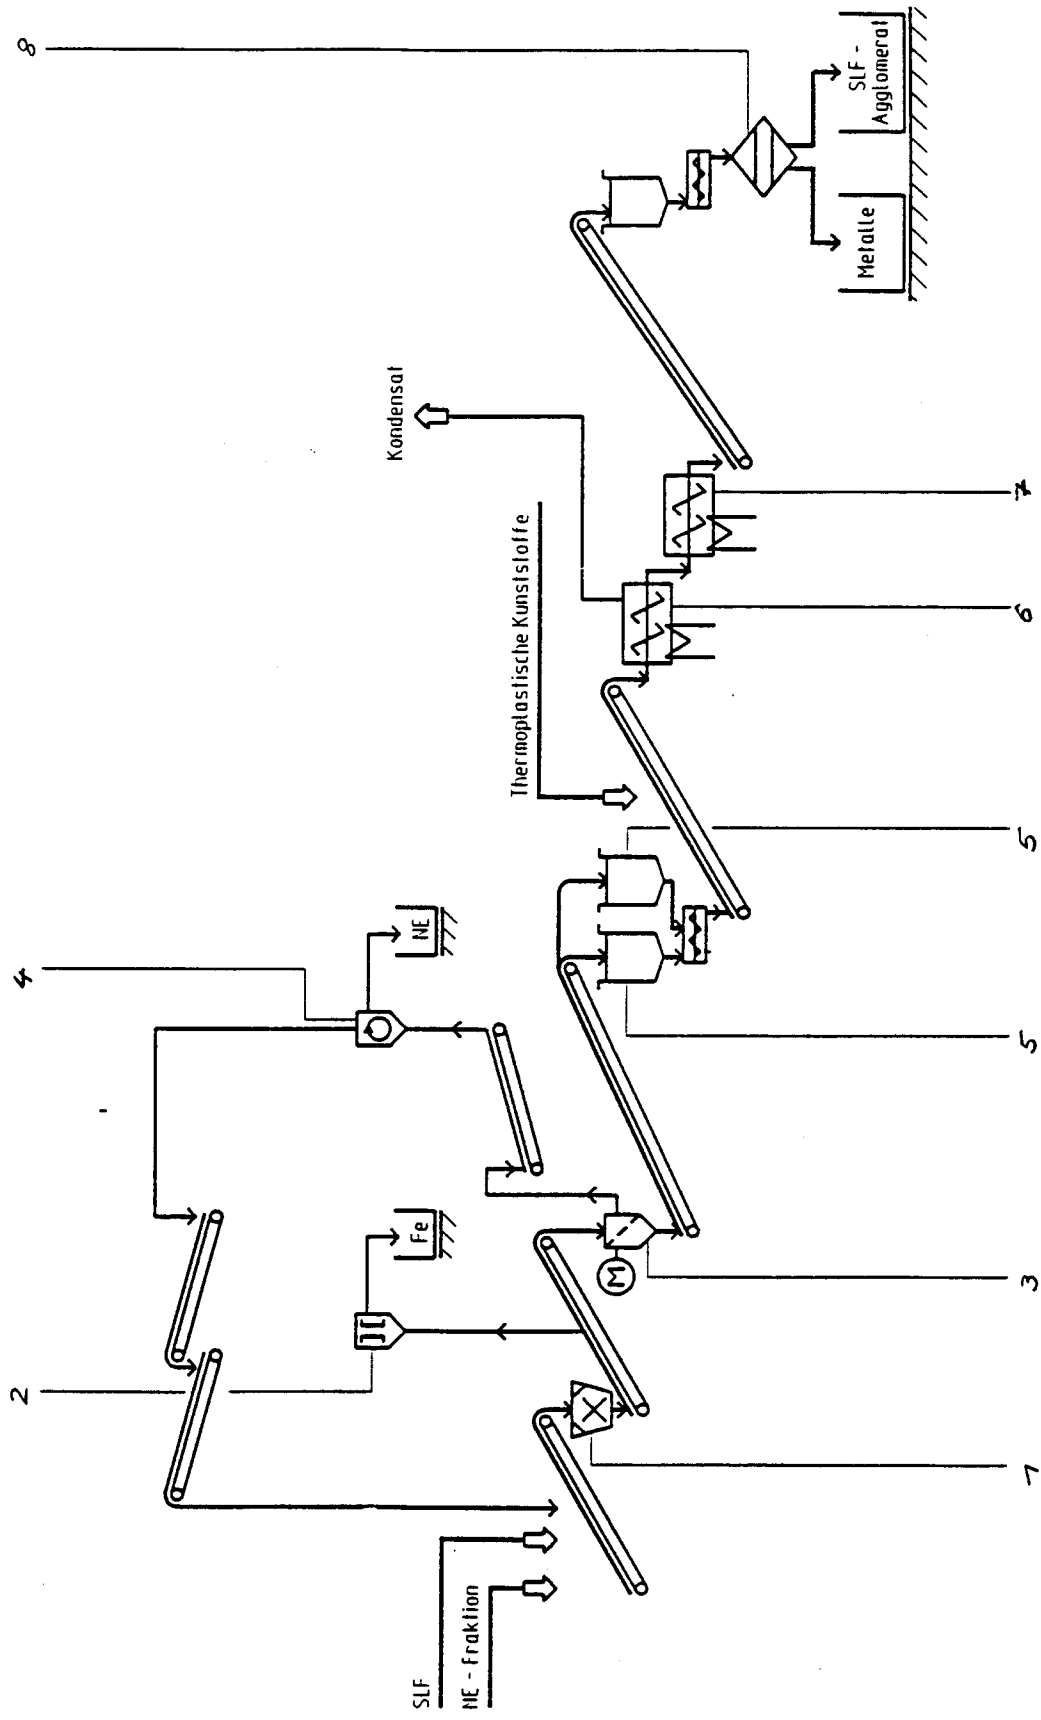 8
4
2
SLF -
Agglomerat
Metalle
Kondensat
Thermoplastische Kunststoffe
NE
Fe
M
SLF
NE - Fraktion
7
6
5
5
3
1